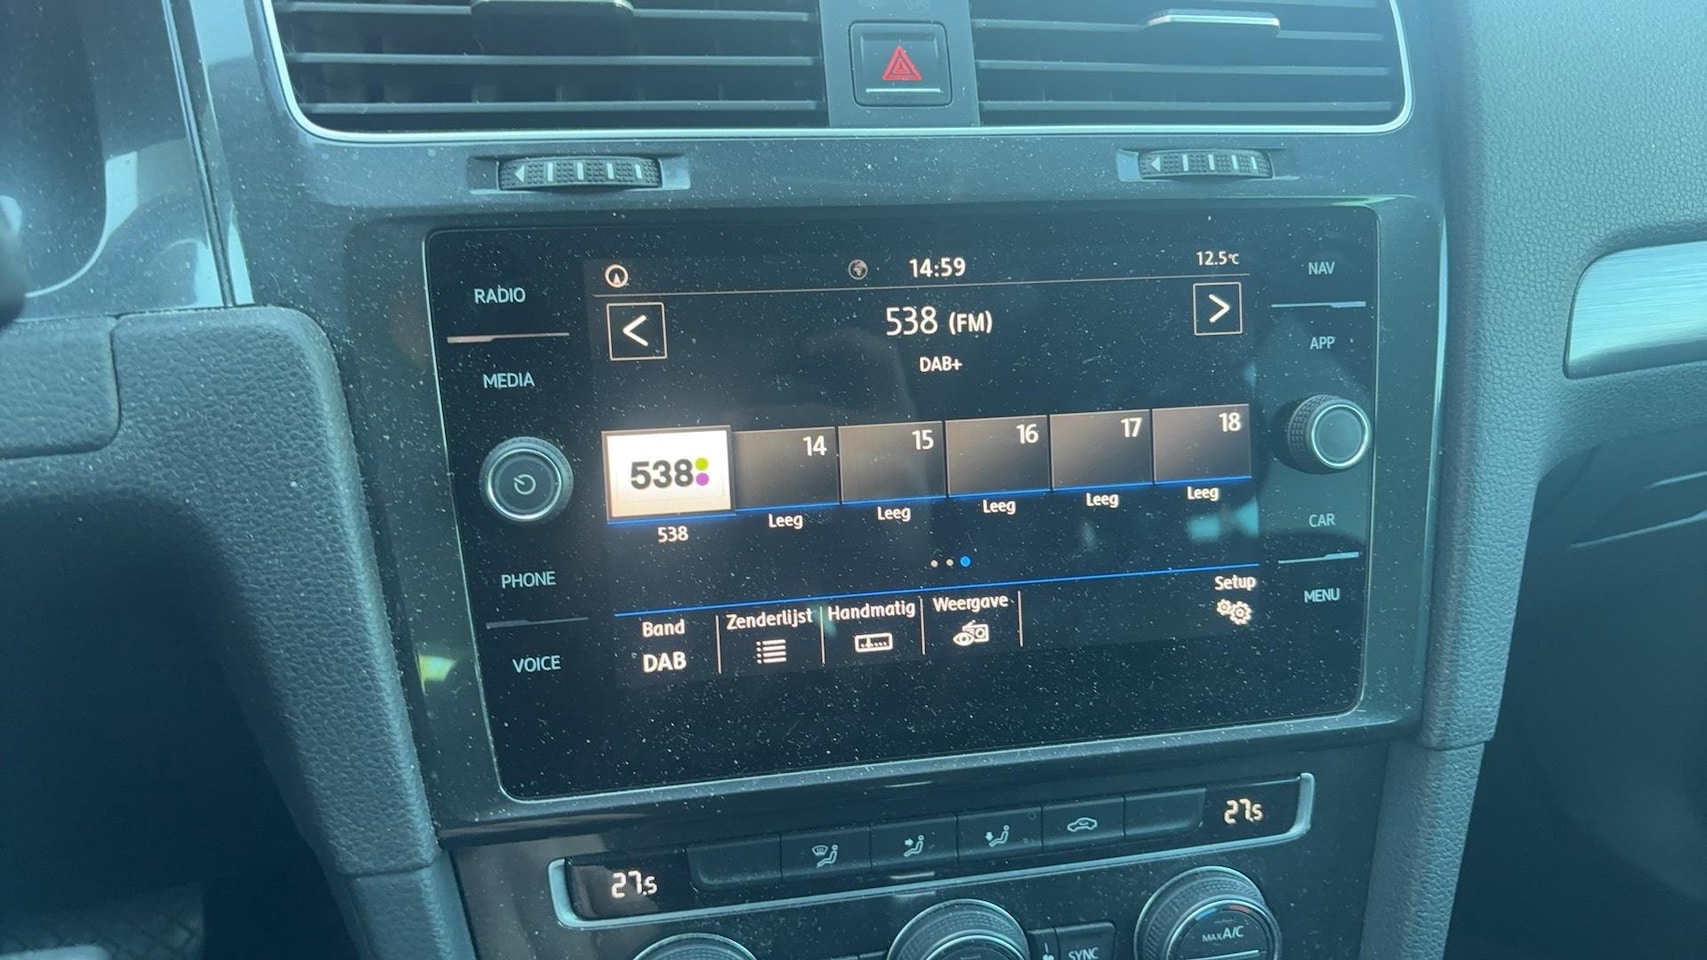 RADIO
MEDIA
PHONE
VOICE
14:59
12.5°C
538 (FM)
DAB+
538
14
15
16
17
18
538
Leeg
Leeg
Leeg
Leeg
Leeg
Band
DAB
Zenderlijst
Handmatig
Weergave
Setup
NAV
APP
CAR
MENU
27.5
27.5
SYNC
MAX A/C